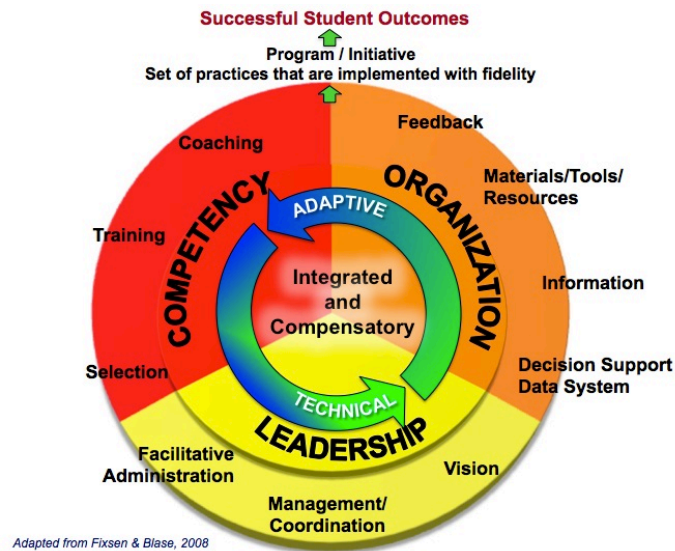 Successful Student Outcomes
Program / Initiative
Set of practices that are implemented with fidelity
Feedback
Coaching
Materials/Tools/
Resources
COMPETENCY
ORGANIZATION
ADAPTIVE
Training
Integrated
and
Compensatory
Information
Selection
Decision Support
Data System
TECHNICAL
LEADERSHIP
Facilitative
Administration
Vision
Management/
Coordination
Adapted from Fixsen & Blase, 2008